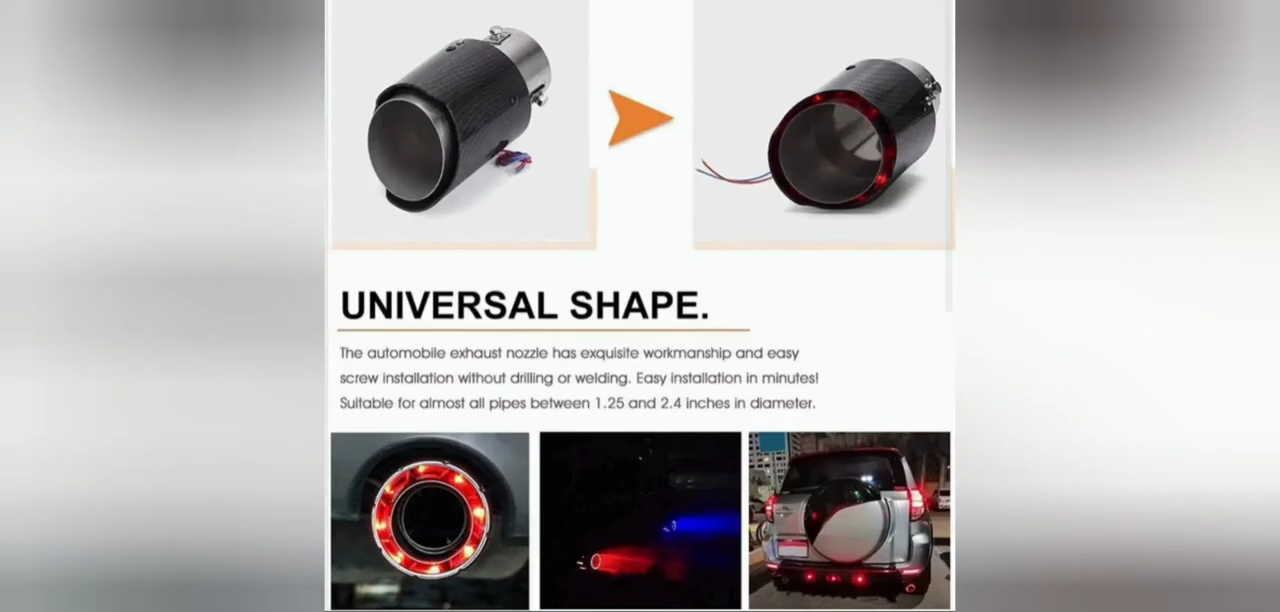 UNIVERSAL SHAPE.
The automobile exhaust nozzle has exquisite workmanship and easy
screw installation without drilling or welding. Easy installation in minutes!
Suitable for almost all pipes between 1.25 and 2.4 inches in diameter.